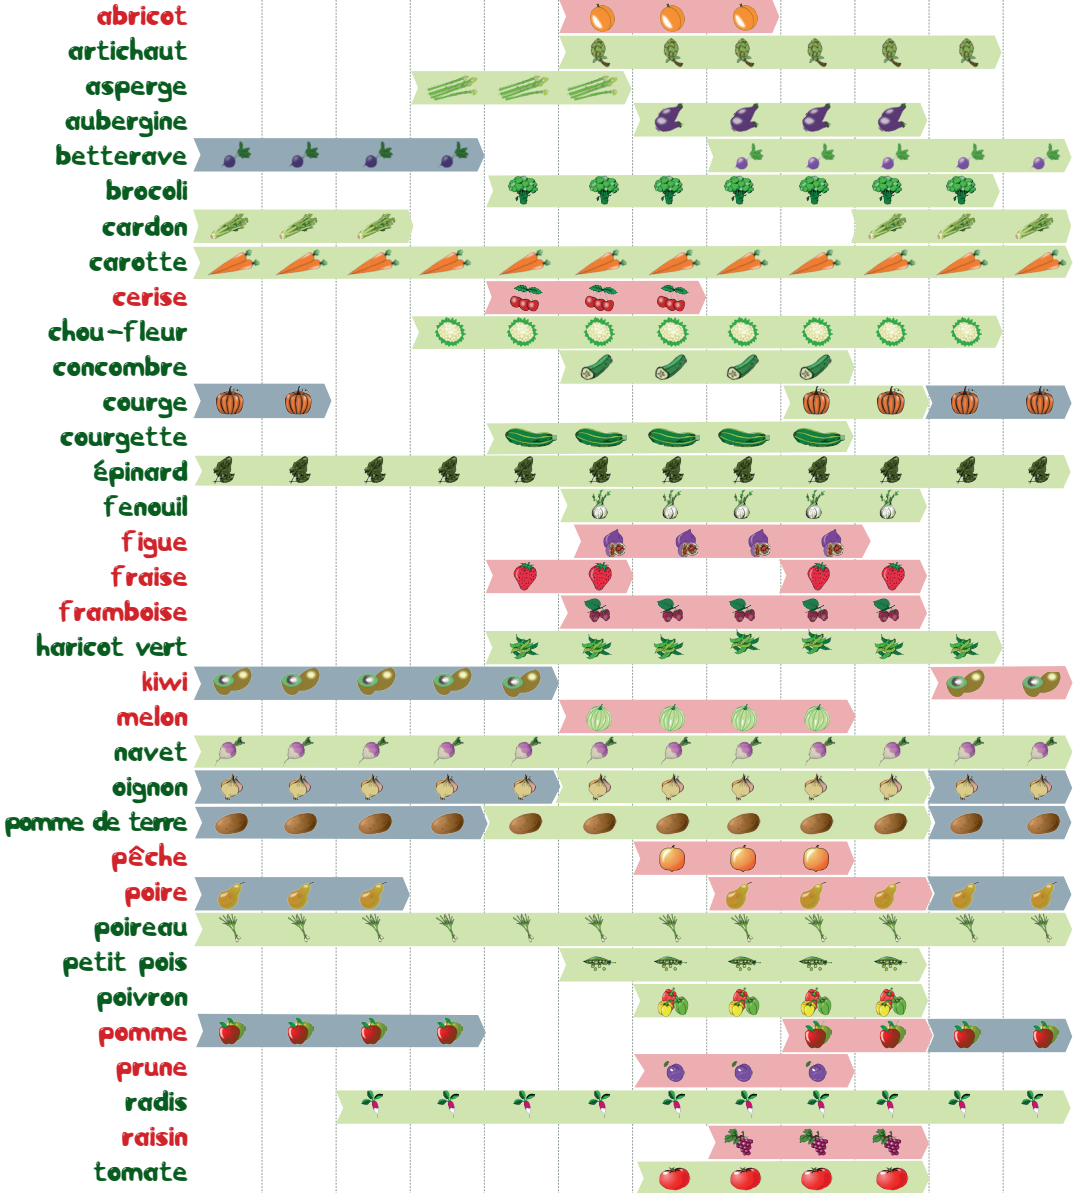 abricot
artichaut
asperge
aubergine
betterave
brocoli
cardon
carotte
cerise
chou-fleur
concombre
courge
courgette
épinard
fenouil
figue
fraise
framboise
haricot vert
kiwi
melon
navet
oignon
pomme de terre
pêche
poire
poireau
petit pois
poivron
pomme
prune
radis
raisin
tomate